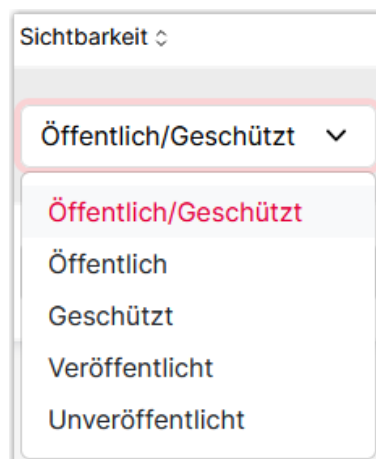 Sichtbarkeit
Öffentlich/Geschützt
Öffentlich/Geschützt
Öffentlich
Geschützt
Veröffentlicht
Unveröffentlicht